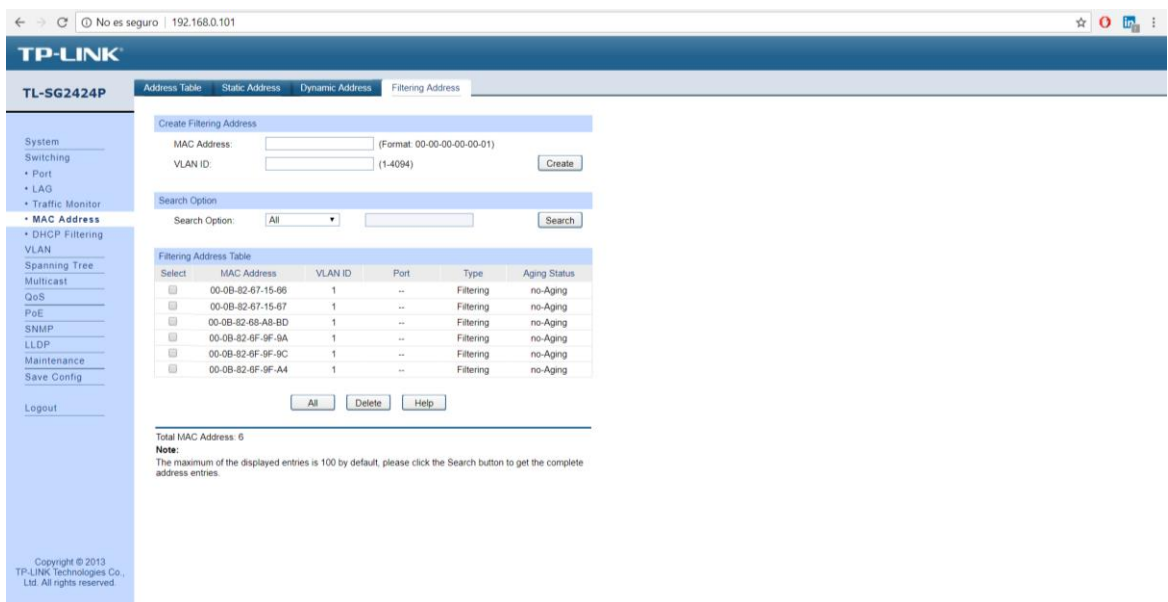 No es seguro | 192.168.0.101
TP-LINK
TL-SG2424P
Address Table Static Address Dynamic Address Filtering Address
System
Switching
• Port
• LAG
• Traffic Monitor
• MAC Address
• DHCP Filtering
VLAN
Spanning Tree
Multicast
QoS
PoE
SNMP
LLDP
Maintenance
Save Config
Logout
Copyright © 2013
TP-LINK Technologies Co.,
Ltd. All rights reserved.
Create Filtering Address
MAC Address: (Format: 00-00-00-00-00-01)
VLAN ID: (1-4094) Create
Search Option
Search Option: All Search
Filtering Address Table
Select MAC Address VLAN ID Port Type Aging Status
00-0B-82-67-15-66 1 -- Filtering no-Aging
00-0B-82-67-15-67 1 -- Filtering no-Aging
00-0B-82-68-A8-BD 1 -- Filtering no-Aging
00-0B-82-6F-9F-9A 1 -- Filtering no-Aging
00-0B-82-6F-9F-9C 1 -- Filtering no-Aging
00-0B-82-6F-9F-A4 1 -- Filtering no-Aging
All Delete Help
Total MAC Address: 6
Note:
The maximum of the displayed entries is 100 by default, please click the Search button to get the complete
address entries.